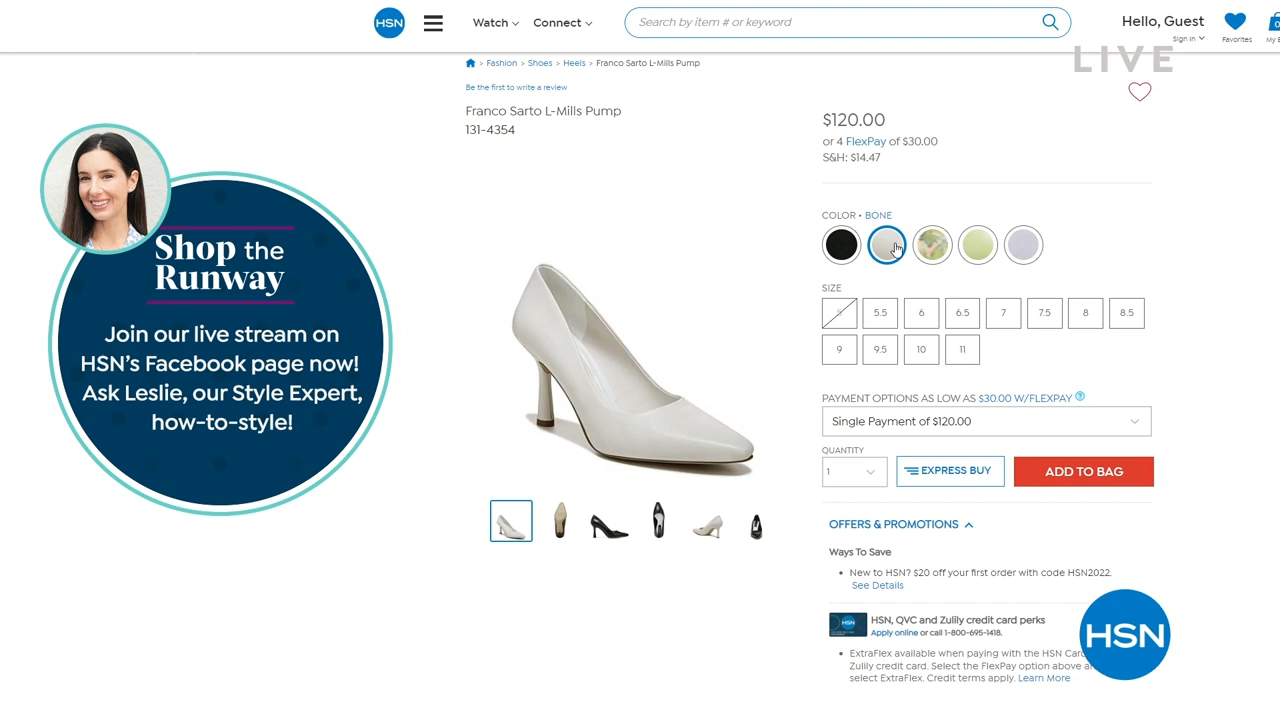 HSN
Watch
Connect
Search by item # or keyword
Hello, Guest
Sign In
Favorites
0
My
LIVE
> Fashion > Shoes > Heels > Franco Sarto L-Mills Pump
Be the first to write a review
Franco Sarto L-Mills Pump
131-4354
$120.00
or 4 FlexPay of $30.00
S&H: $14.47
Shop the
Runway
Join our live stream on
HSN's Facebook page now!
Ask Leslie, our Style Expert,
how-to-style!
COLOR • BONE
SIZE
5.5 6 6.5 7 7.5 8 8.5
9 9.5 10 11
PAYMENT OPTIONS AS LOW AS $30.00 W/FLEXPAY ?
Single Payment of $120.00
QUANTITY
1
EXPRESS BUY
ADD TO BAG
OFFERS & PROMOTIONS
Ways To Save
• New to HSN? $20 off your first order with code HSN2022.
See Details
HSN, QVC and Zulily credit card perks
Apply online or call 1-800-695-1418.
• ExtraFlex available when paying with the HSN
Zulily credit card. Select the FlexPay option above
select ExtraFlex. Credit terms apply. Learn More
HSN